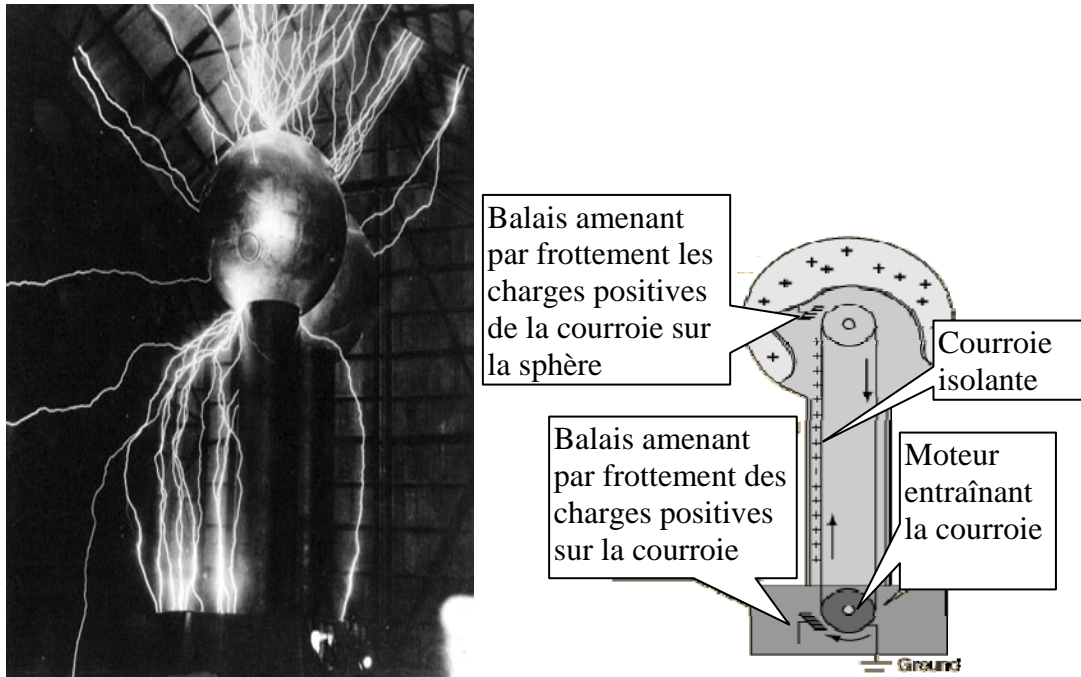 Balais amenant
par frottement les
charges positives
de la courroie sur
la sphère
Courroie
isolante
Balais amenant
par frottement des
charges positives
sur la courroie
Moteur
entraînant
la courroie
Ground